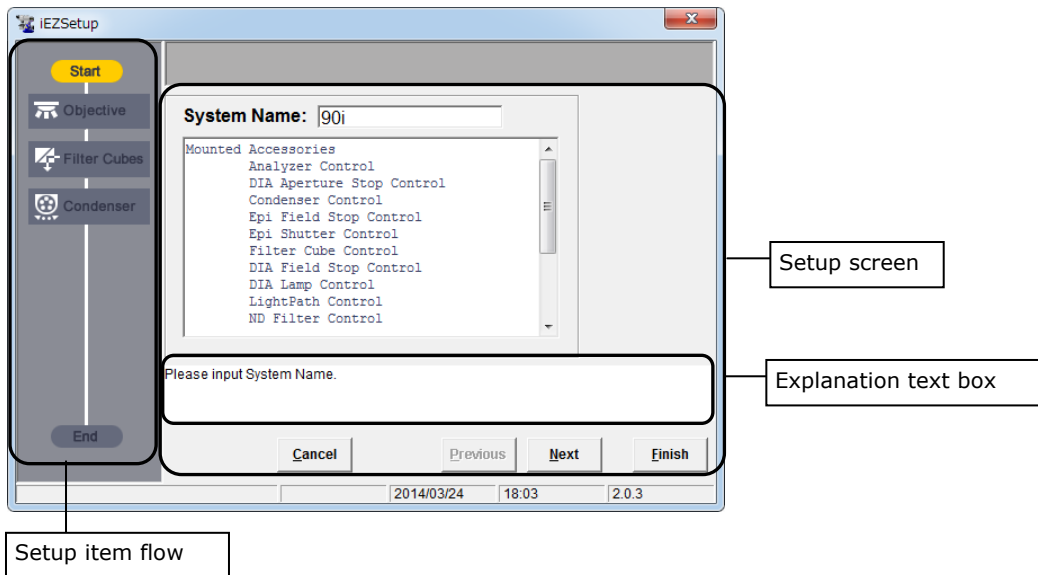 iEZSetup
Start
Objective
Filter Cubes
Condenser
End
System Name: 90i
Mounted Accessories
Analyzer Control
DIA Aperture Stop Control
Condenser Control
Epi Field Stop Control
Epi Shutter Control
Filter Cube Control
DIA Field Stop Control
DIA Lamp Control
LightPath Control
ND Filter Control
Please input System Name.
Cancel Previous Next Finish
2014/03/24 18:03 2.0.3
Setup screen
Explanation text box
Setup item flow